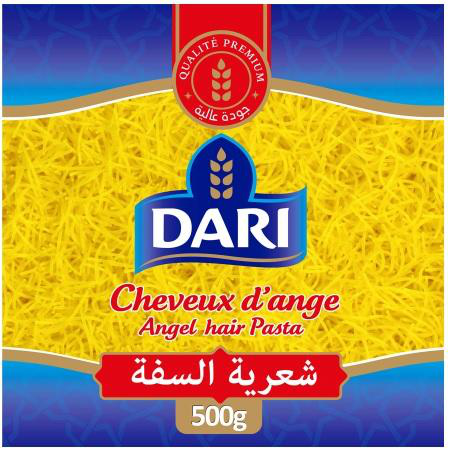 QUALITÉ PREMIUM
جودة عالية
DARI
Cheveux d'ange
Angel hair Pasta
شعرية السفة
500g